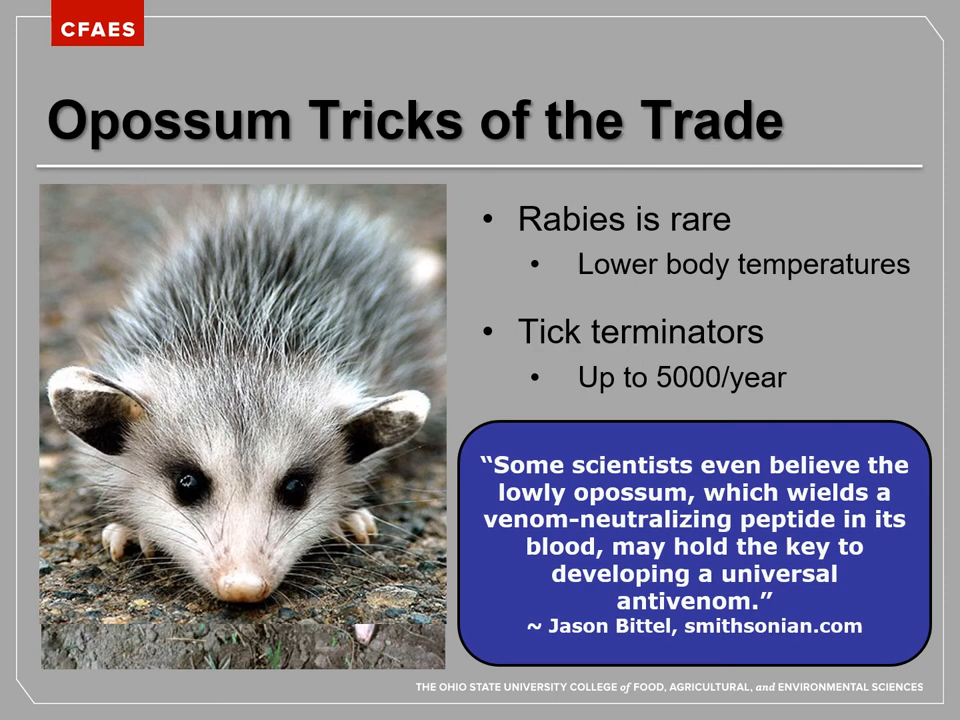 CFAES
Opossum Tricks of the Trade
• Rabies is rare
• Lower body temperatures
• Tick terminators
• Up to 5000/year
“Some scientists even believe the
lowly opossum, which wields a
venom-neutralizing peptide in its
blood, may hold the key to
developing a universal
antivenom.”
~ Jason Bittel, smithsonian.com
THE OHIO STATE UNIVERSITY COLLEGE of FOOD, AGRICULTURAL, and ENVIRONMENTAL SCIENCES